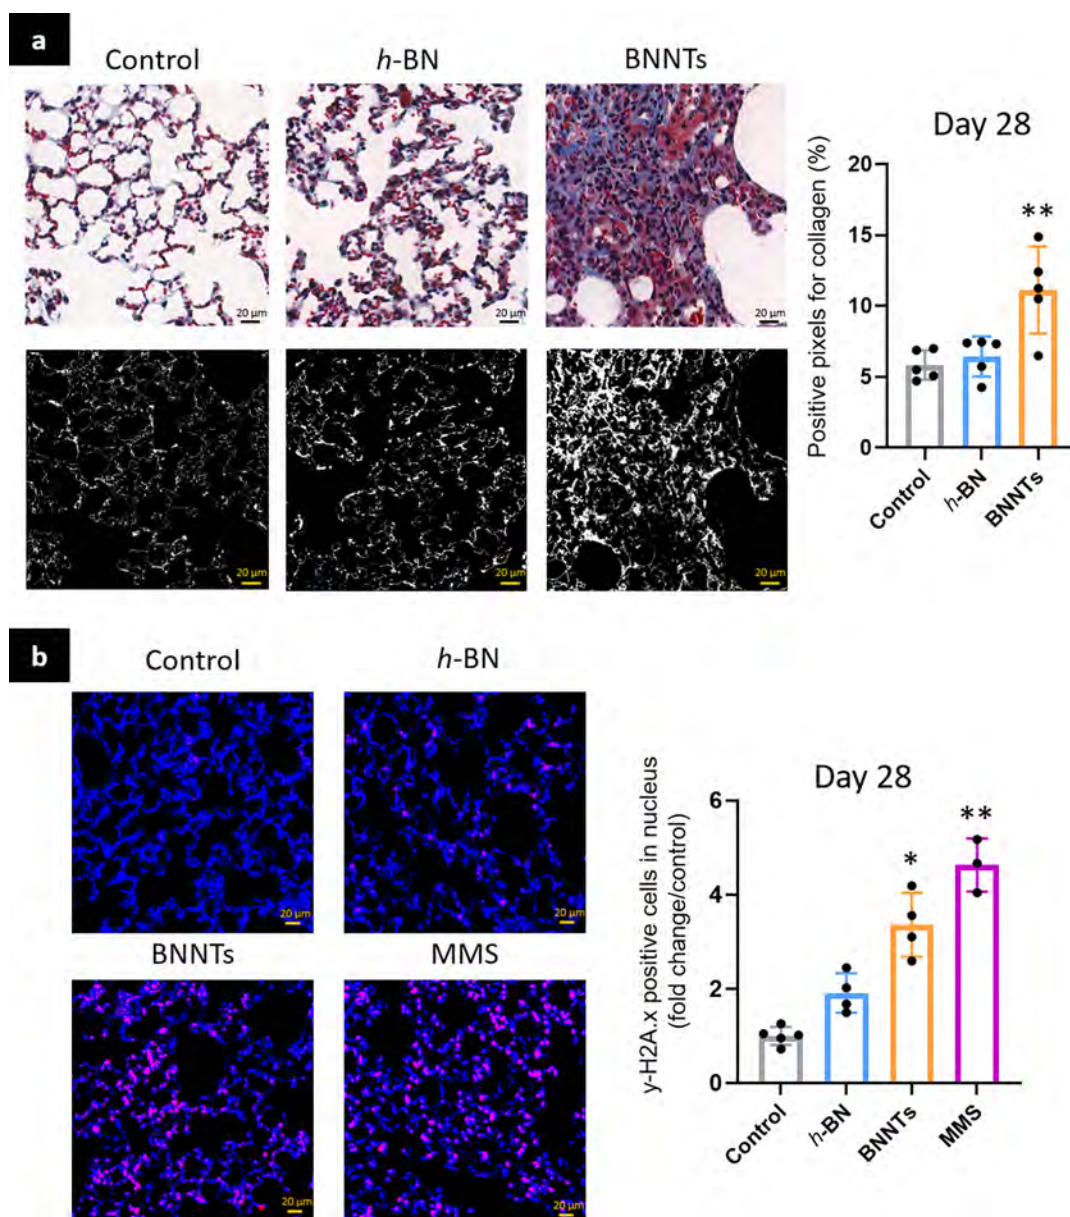 a
Control
h-BN
BNNTs
20 µm
20 µm
20 µm
20 µm
20 µm
20 µm
Day 28
Positive pixels for collagen (%)
20
15
10
5
0
**
Control
h-BN
BNNTs
b
Control
h-BN
20 µm
20 µm
BNNTs
MMS
20 µm
20 µm
Day 28
y-H2A.x positive cells in nucleus
(fold change/control)
6
4
2
0
*
**
Control
h-BN
BNNTs
MMS